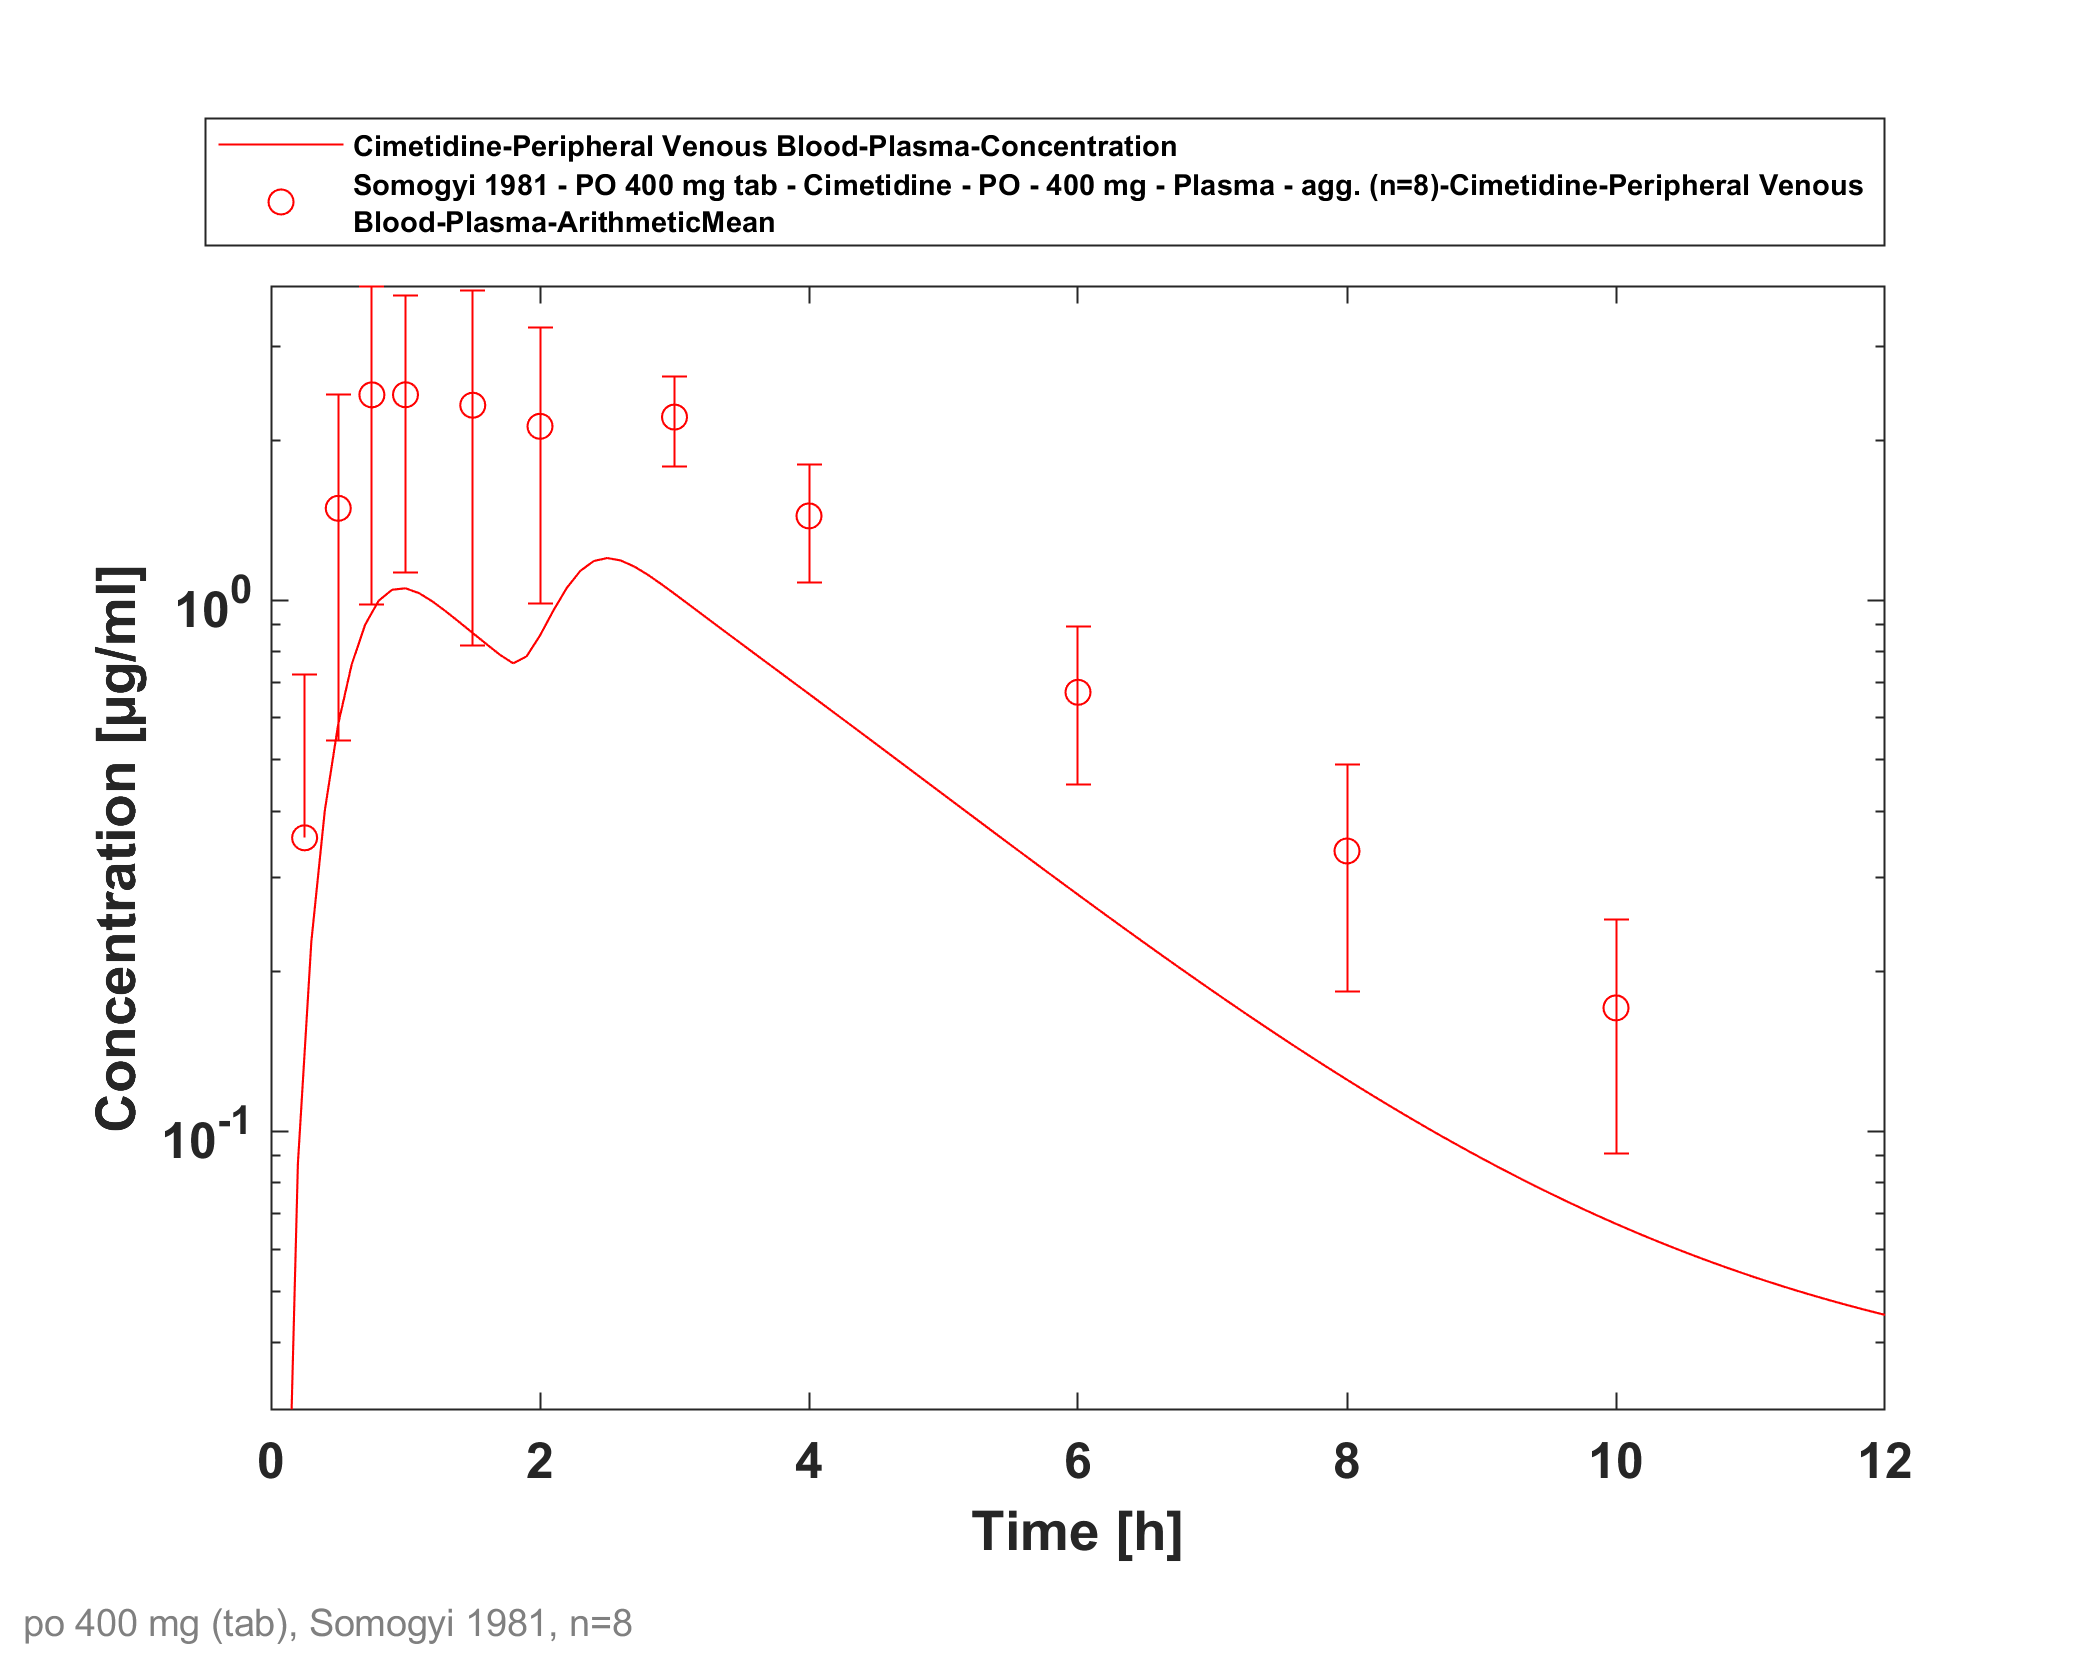 Cimetidine-Peripheral Venous Blood-Plasma-Concentration
Somogyi 1981 - PO 400 mg tab - Cimetidine - PO - 400 mg - Plasma - agg. (n=8)-Cimetidine-Peripheral Venous
Blood-Plasma-ArithmeticMean
Concentration [µg/ml]
10^0
10^-1
0 2 4 6 8 10 12
Time [h]
po 400 mg (tab), Somogyi 1981, n=8